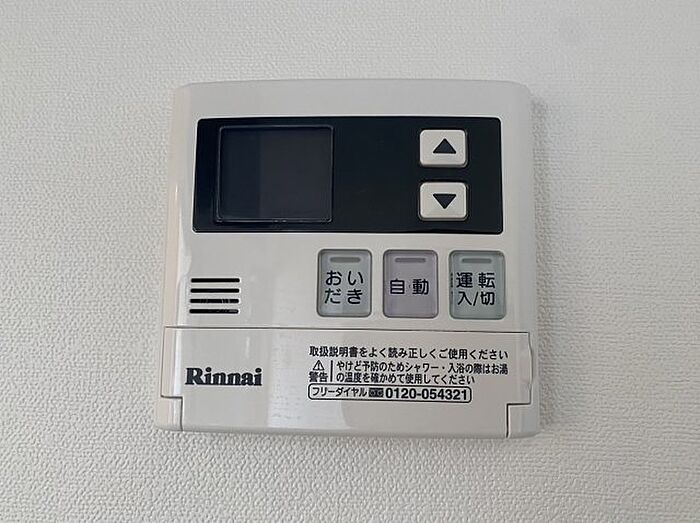 おい
だき
自動
運転
入/切
取扱説明書をよく読み正しくご使用ください
Rinnai
警告
やけど予防のためシャワー・入浴の際はお湯
の温度を確かめて使用してください
フリーダイヤル 0120-054321